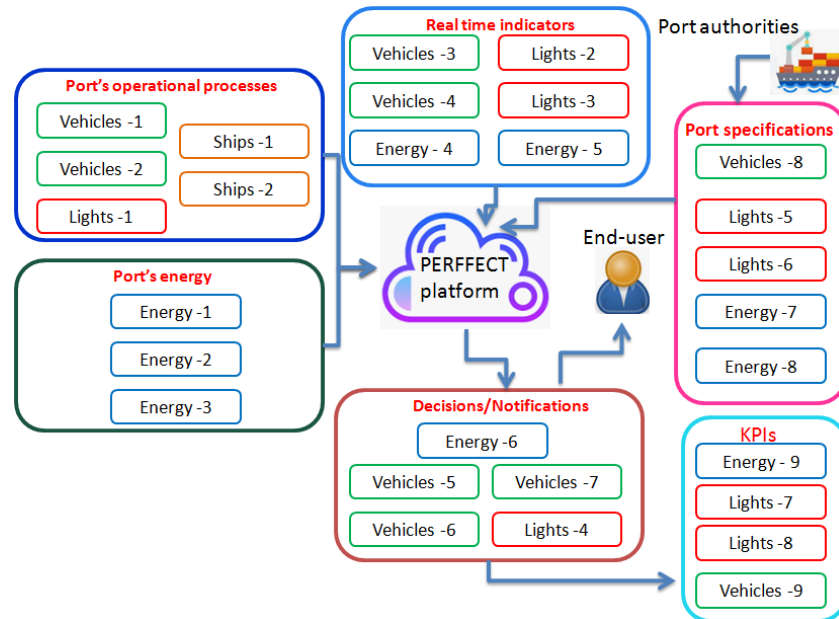 Real time indicators
Vehicles -3
Lights -2
Vehicles -4
Lights -3
Energy - 4
Energy - 5
Port authorities
Port's operational processes
Vehicles -1
Ships -1
Vehicles -2
Ships -2
Lights -1
Port specifications
Vehicles -8
Lights -5
Lights -6
Energy -7
Energy -8
PERFFECT
platform
End-user
Port's energy
Energy -1
Energy -2
Energy -3
Decisions/Notifications
Energy -6
Vehicles -5
Vehicles -7
Vehicles -6
Lights -4
KPIs
Energy - 9
Lights -7
Lights -8
Vehicles -9